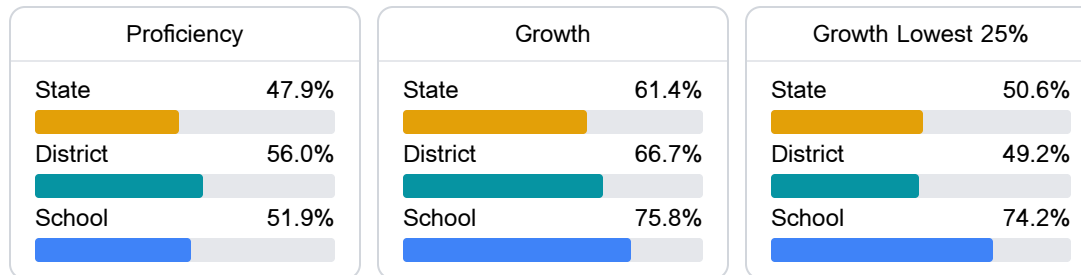 Proficiency
State 47.9%
District 56.0%
School 51.9%
Growth
State 61.4%
District 66.7%
School 75.8%
Growth Lowest 25%
State 50.6%
District 49.2%
School 74.2%